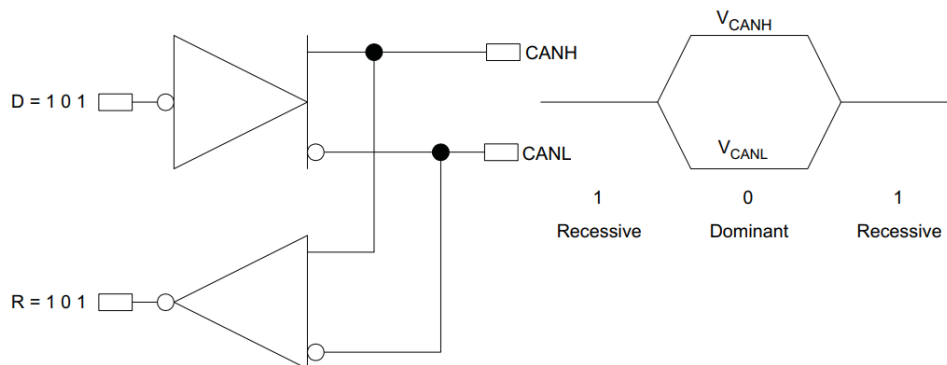 D = 1 0 1
CANH
CANL
R = 1 0 1
V_CANH
V_CANL
1 0 1
Recessive Dominant Recessive